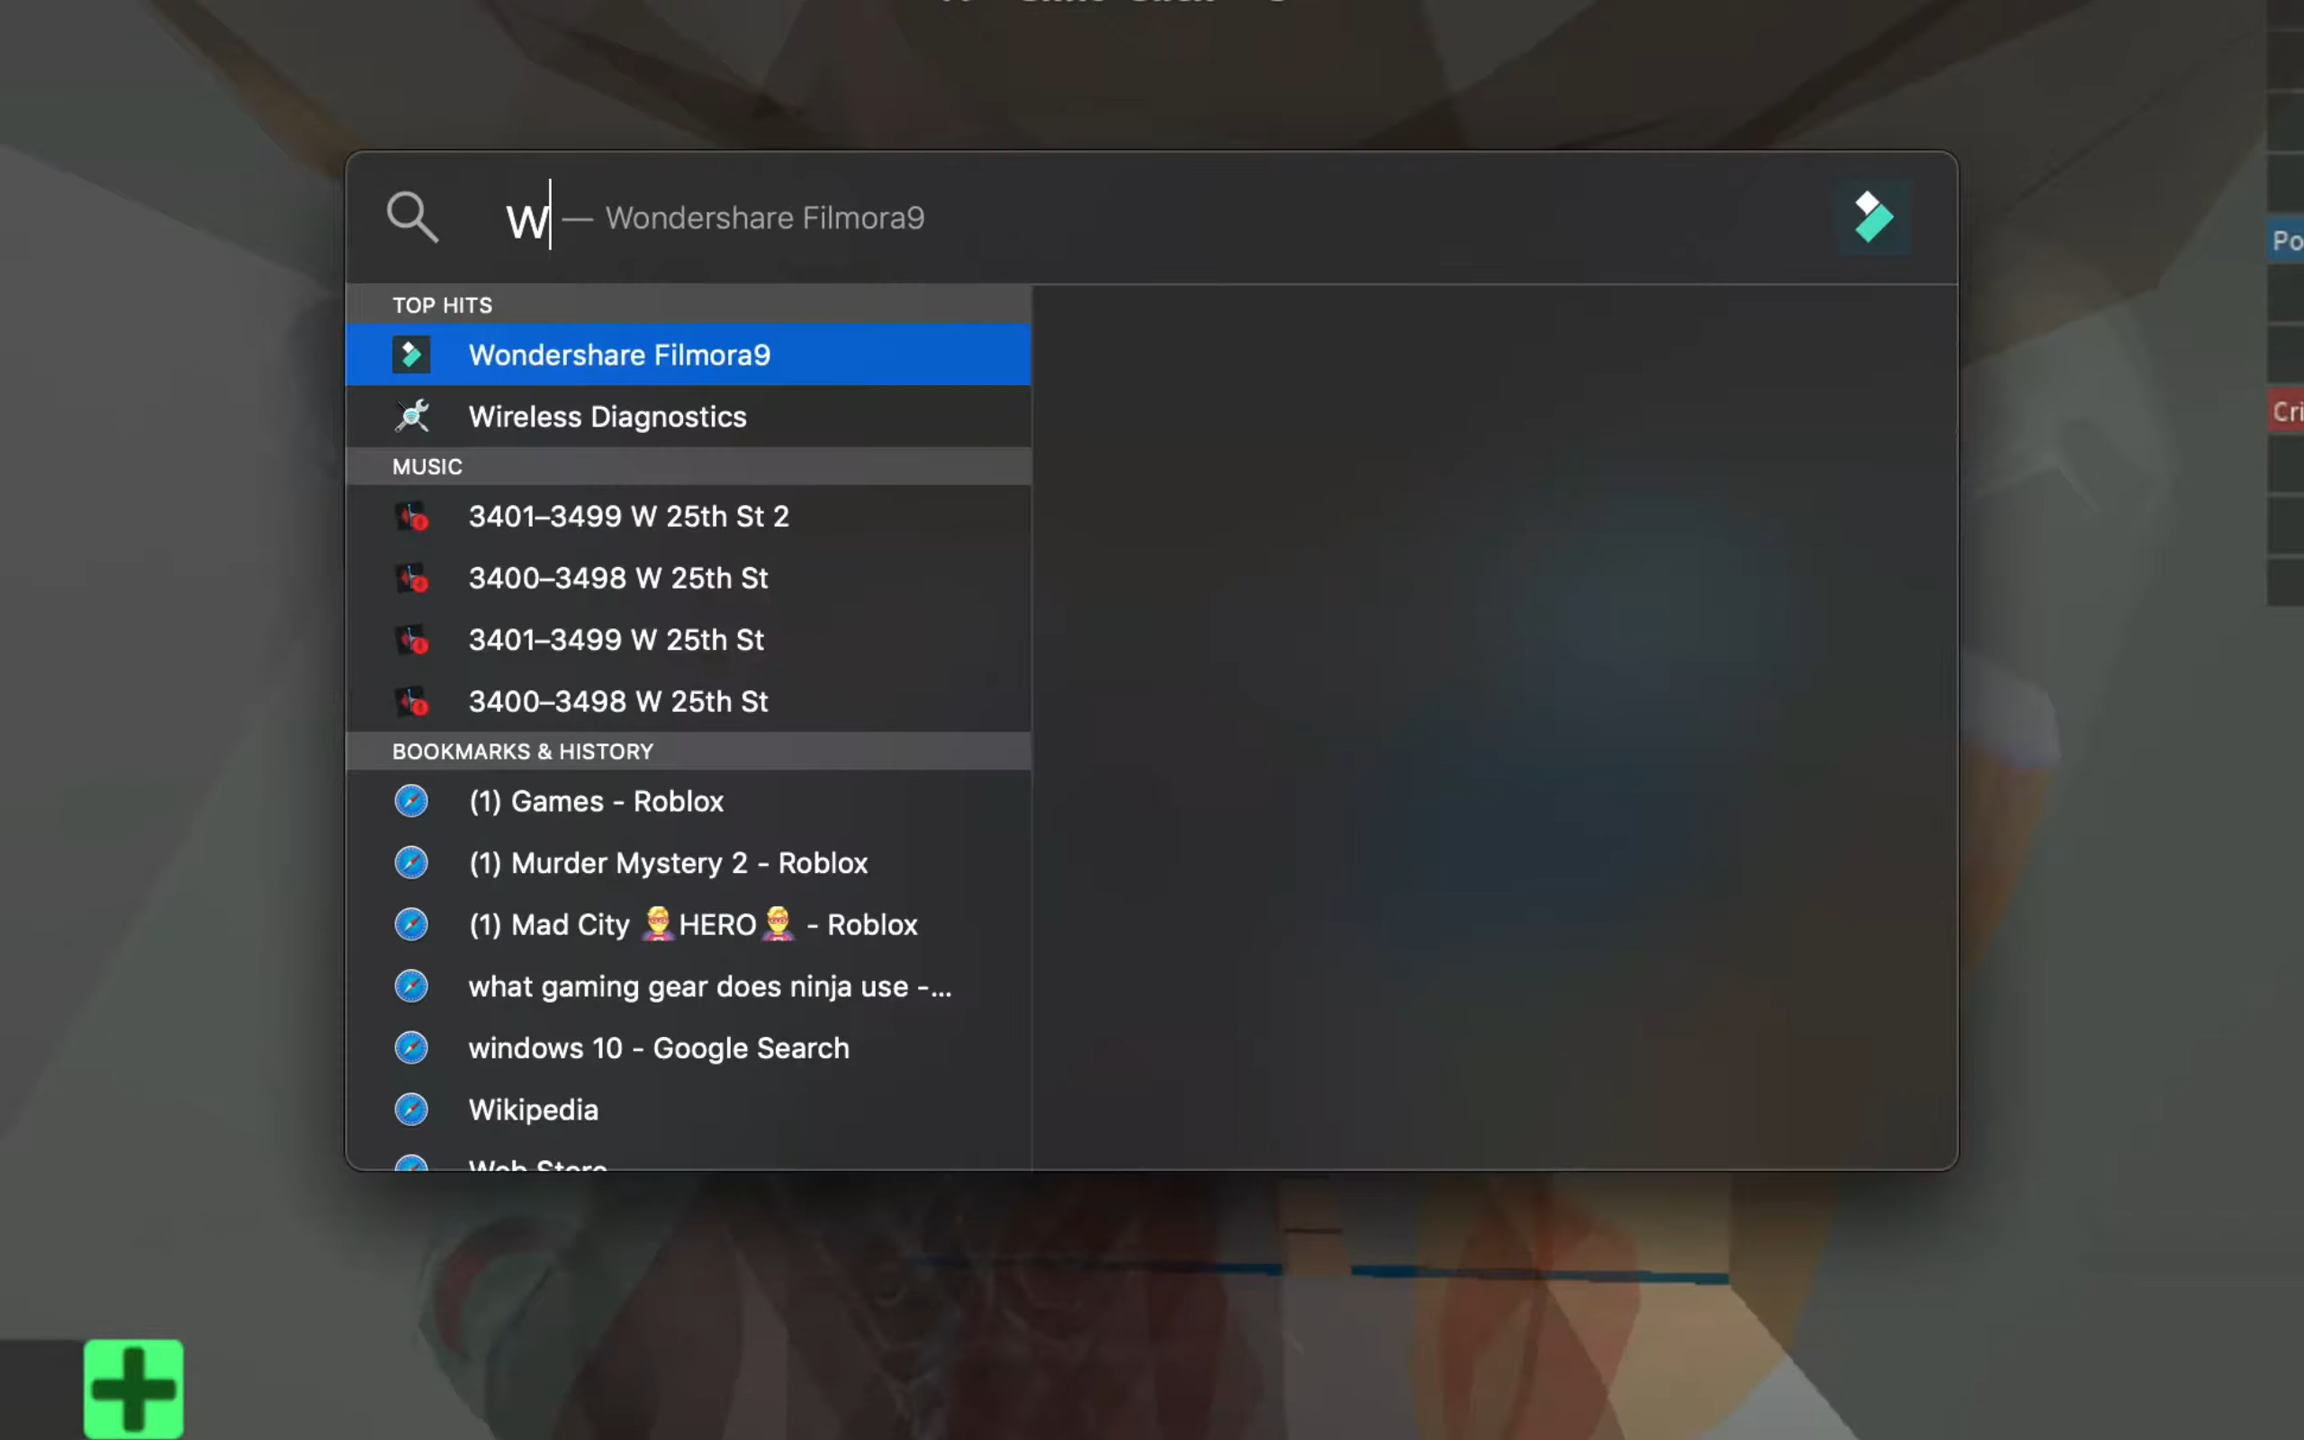 W — Wondershare Filmora9
TOP HITS
Wondershare Filmora9
Wireless Diagnostics
MUSIC
3401–3499 W 25th St 2
3400–3498 W 25th St
3401–3499 W 25th St
3400–3498 W 25th St
BOOKMARKS & HISTORY
(1) Games - Roblox
(1) Murder Mystery 2 - Roblox
(1) Mad City 🦸HERO🦸 - Roblox
what gaming gear does ninja use -...
windows 10 - Google Search
Wikipedia
Web Store
Po
Cri